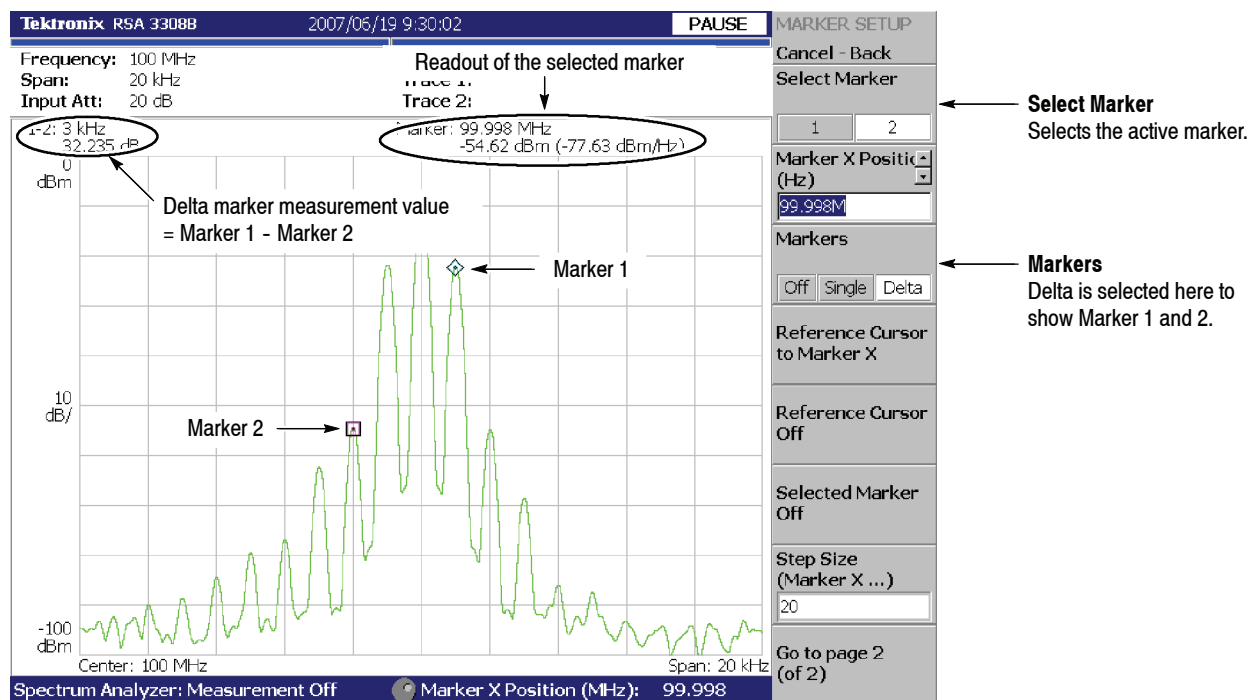 Tektronix RSA 3308B
2007/06/19 9:30:02
PAUSE
Frequency: 100 MHz
Span: 20 kHz
Input Att: 20 dB
Readout of the selected marker
Trace 1:
Trace 2:
1-2: 3 kHz
32.235 dB
Marker: 99.998 MHz
-54.62 dBm (-77.63 dBm/Hz)
0
dBm
Delta marker measurement value
= Marker 1 - Marker 2
Marker 1
10
dB/
Marker 2
-100
dBm
Center: 100 MHz
Span: 20 kHz
Spectrum Analyzer: Measurement Off
Marker X Position (MHz): 99.998
MARKER SETUP
Cancel - Back
Select Marker
1 2
Marker X Positic
(Hz)
99.998M
Markers
Off Single Delta
Reference Cursor
to Marker X
Reference Cursor
Off
Selected Marker
Off
Step Size
(Marker X ...)
20
Go to page 2
(of 2)
Select Marker
Selects the active marker.
Markers
Delta is selected here to
show Marker 1 and 2.